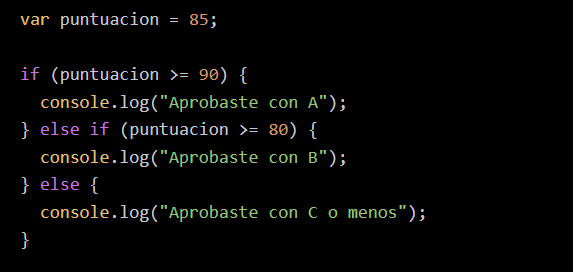 var puntuacion = 85;

if (puntuacion >= 90) {
  console.log("Aprobaste con A");
} else if (puntuacion >= 80) {
  console.log("Aprobaste con B");
} else {
  console.log("Aprobaste con C o menos");
}